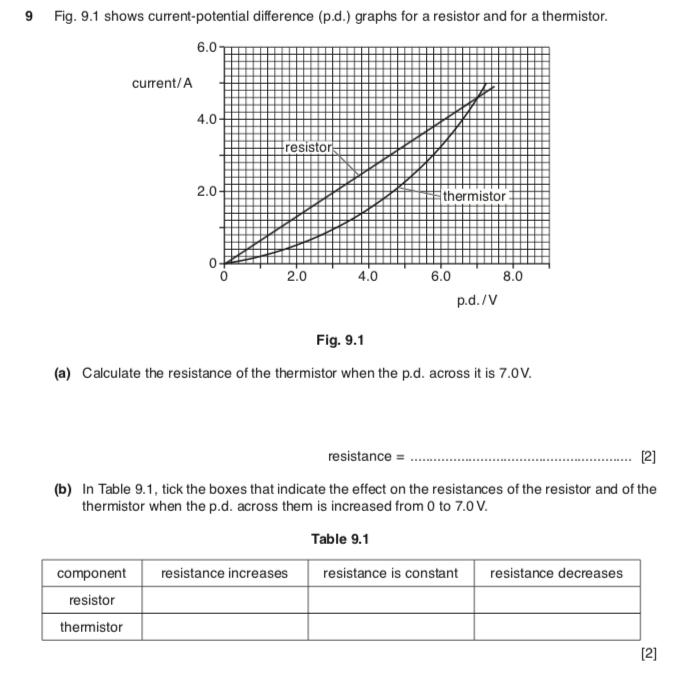 9 Fig. 9.1 shows current-potential difference (p.d.) graphs for a resistor and for a thermistor.
6.0
current/A
4.0
resistor
2.0
thermistor
0
0 2.0 4.0 6.0 8.0
p.d./V
Fig. 9.1
(a) Calculate the resistance of the thermistor when the p.d. across it is 7.0V.
resistance = ........................................................ [2]
(b) In Table 9.1, tick the boxes that indicate the effect on the resistances of the resistor and of the
thermistor when the p.d. across them is increased from 0 to 7.0V.
Table 9.1
component resistance increases resistance is constant resistance decreases
resistor
thermistor
[2]